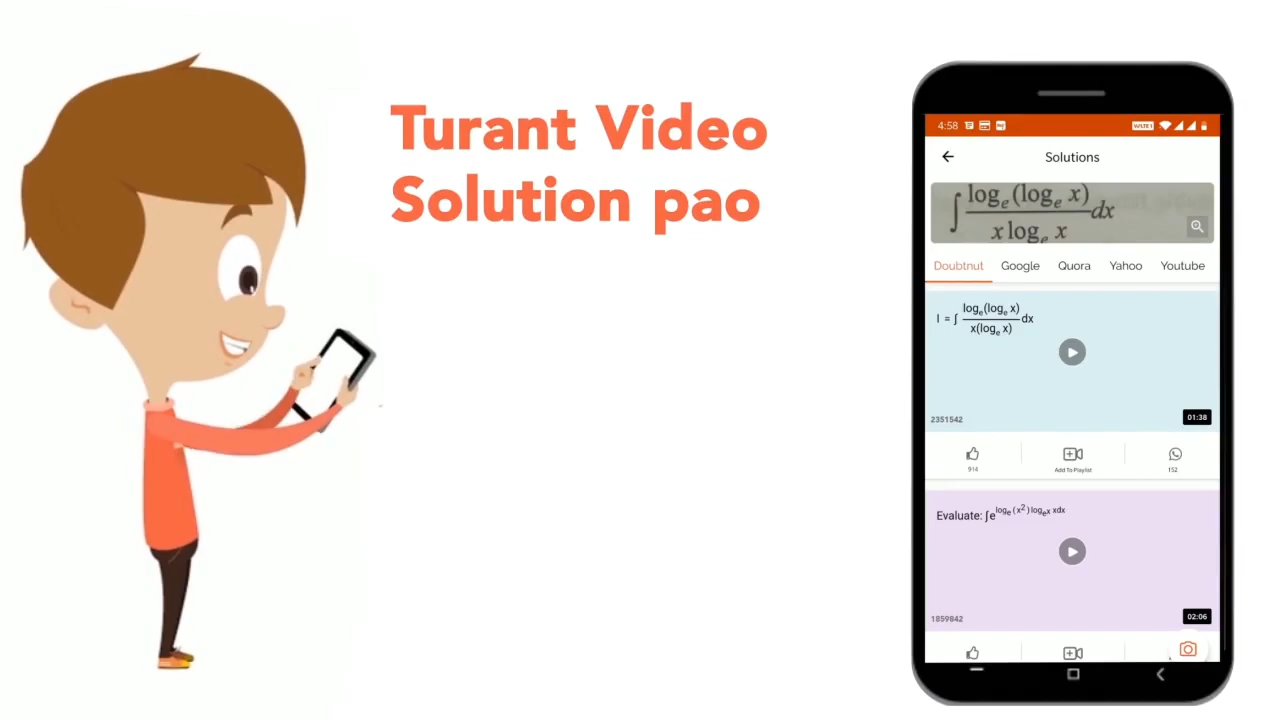 Turant Video
Solution pao
4:58
Solutions
∫ logₑ(logₑ x) / x logₑ x dx
Doubtnut Google Quora Yahoo Youtube
I = ∫ logₑ(logₑ x) / x(logₑ x) dx
2351542 01:38
914 Add To Playlist 152
Evaluate: ∫e^logₑ(x²)logₑx xdx
1859842 02:06